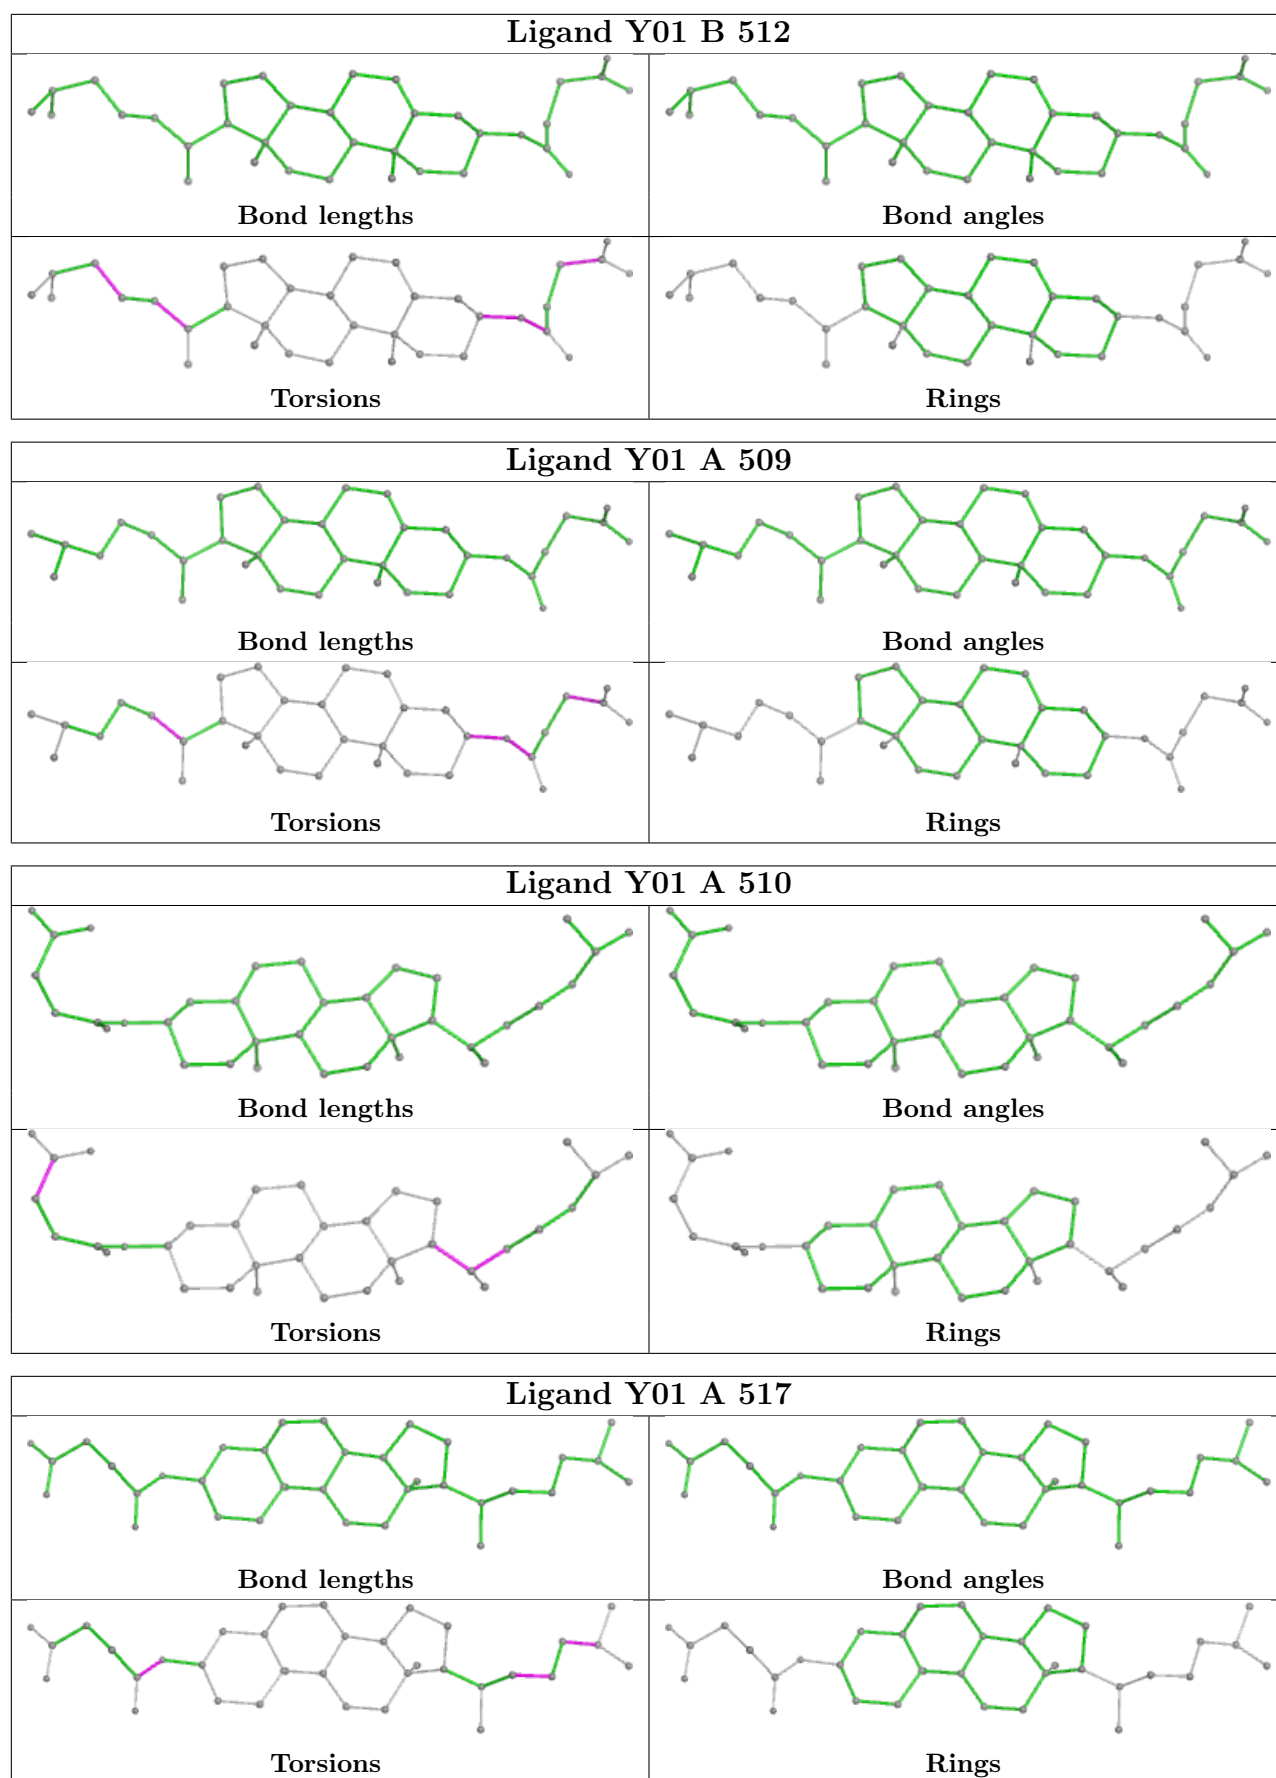 Ligand Y01 B 512
Bond lengths
Bond angles
Torsions
Rings
Ligand Y01 A 509
Bond lengths
Bond angles
Torsions
Rings
Ligand Y01 A 510
Bond lengths
Bond angles
Torsions
Rings
Ligand Y01 A 517
Bond lengths
Bond angles
Torsions
Rings